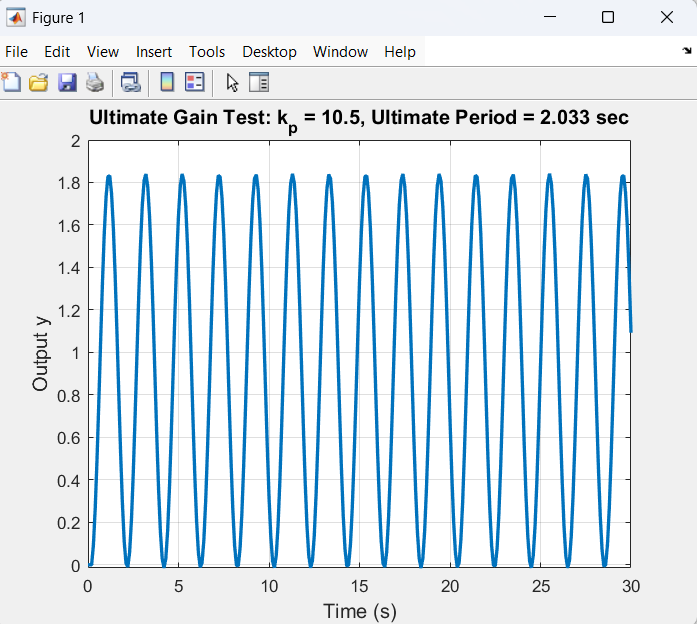 Figure 1
File Edit View Insert Tools Desktop Window Help
Ultimate Gain Test: kp = 10.5, Ultimate Period = 2.033 sec
2
1.8
1.6
1.4
1.2
1
0.8
0.6
0.4
0.2
0
Output y
0 5 10 15 20 25 30
Time (s)